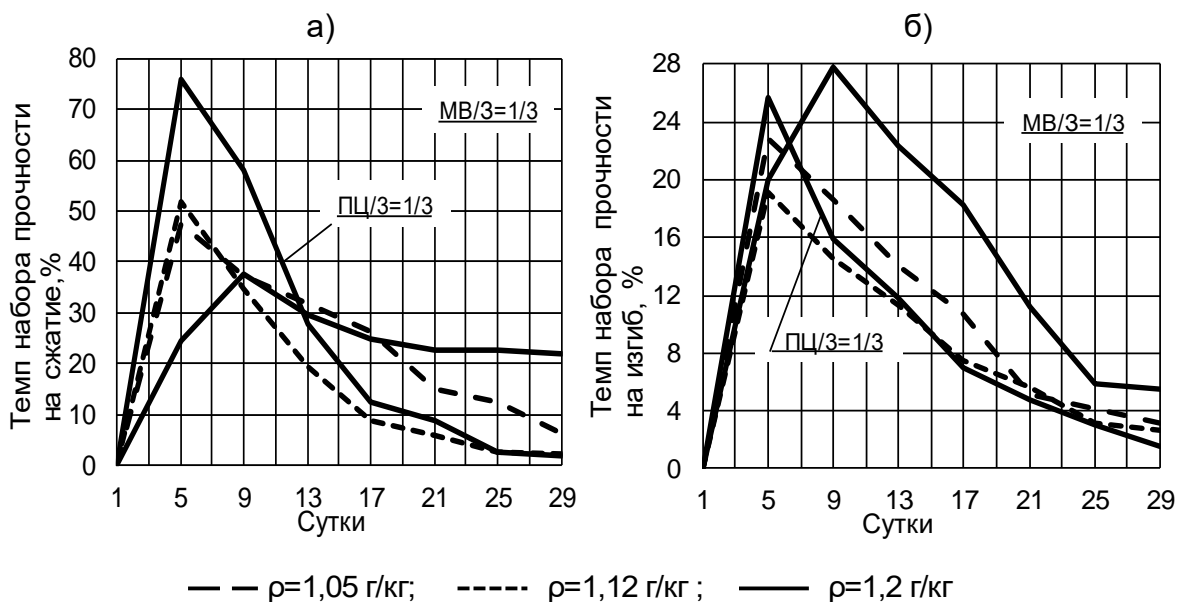 а)
Темп набора прочности
на сжатие,%
80
70
60
50
40
30
20
10
0
МВ/З=1/3
ПЦ/З=1/3
1 5 9 13 17 21 25 29
Сутки
б)
Темп набора прочности
на изгиб, %
28
24
20
16
12
8
4
0
МВ/З=1/3
ПЦ/З=1/3
1 5 9 13 17 21 25 29
Сутки
ρ=1,05 г/кг; ρ=1,12 г/кг ; ρ=1,2 г/кг